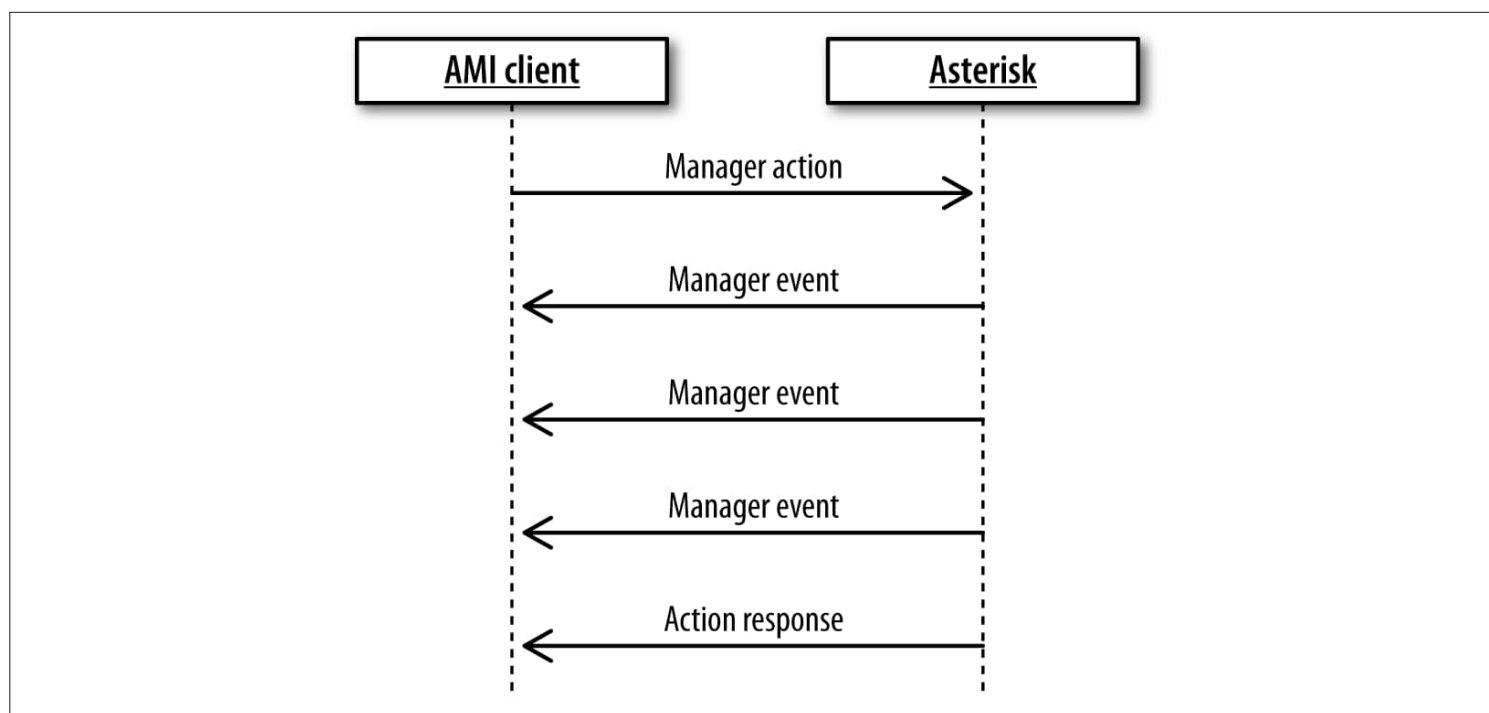 AMI client
Asterisk
Manager action
Manager event
Manager event
Manager event
Action response